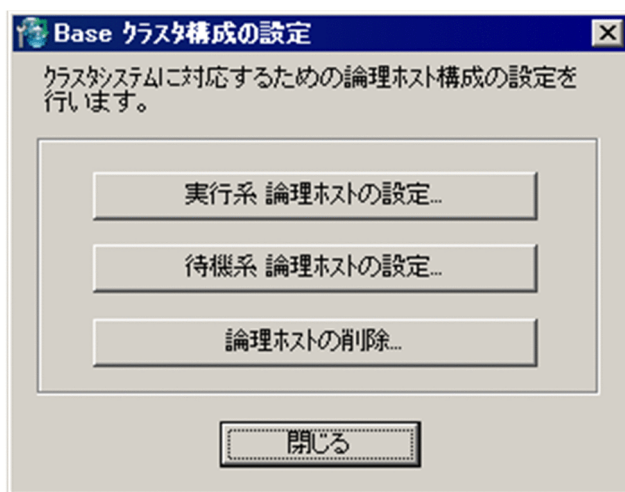 Base クラスタ構成の設定
クラスタシステムに対応するための論理ホスト構成の設定を
行います。
実行系 論理ホストの設定...
待機系 論理ホストの設定...
論理ホストの削除...
閉じる